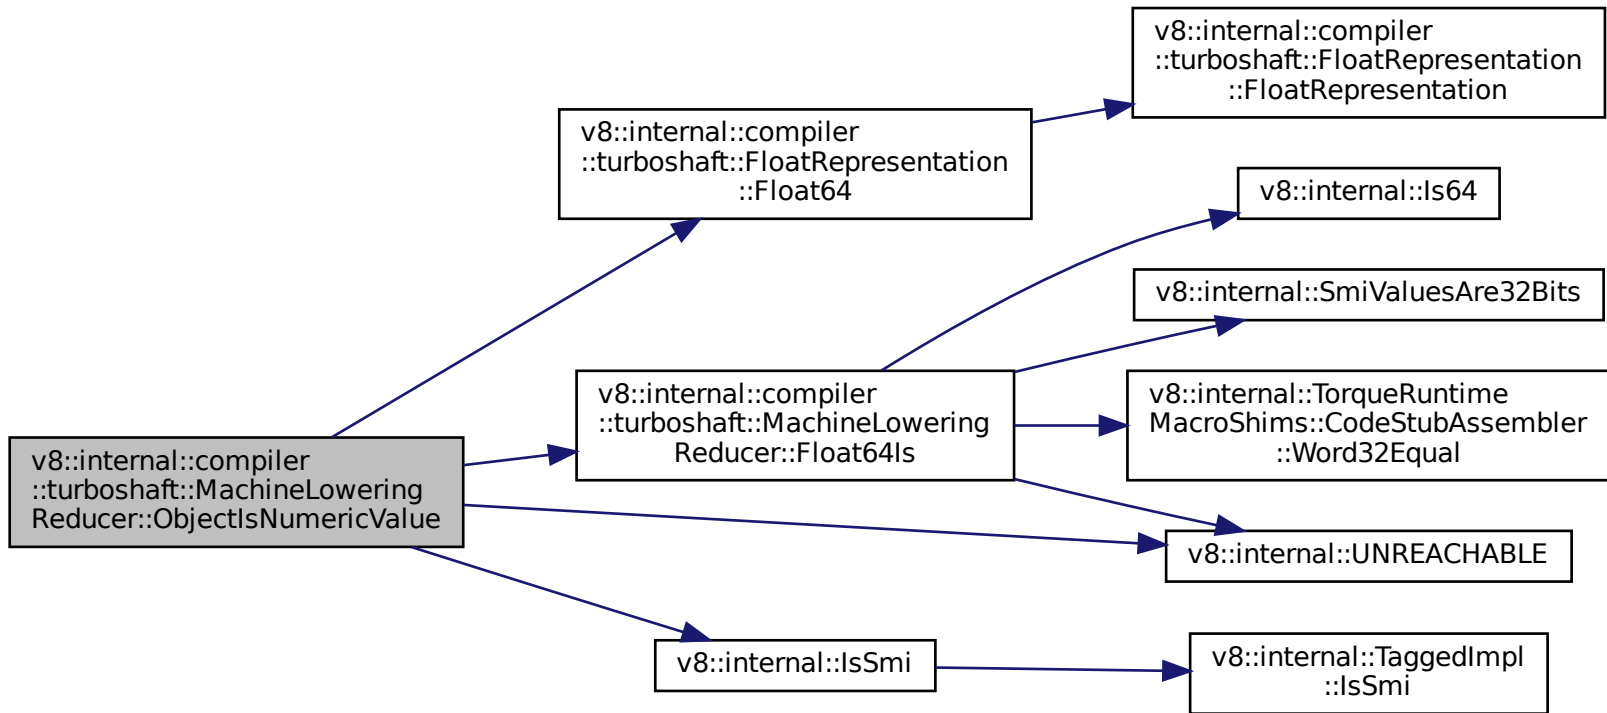 v8::internal::compiler
::turboshaft::FloatRepresentation
::FloatRepresentation
v8::internal::compiler
::turboshaft::FloatRepresentation
::Float64
v8::internal::Is64
v8::internal::SmiValuesAre32Bits
v8::internal::compiler
::turboshaft::MachineLowering
Reducer::Float64Is
v8::internal::TorqueRuntime
MacroShims::CodeStubAssembler
::Word32Equal
v8::internal::compiler
::turboshaft::MachineLowering
Reducer::ObjectIsNumericValue
v8::internal::UNREACHABLE
v8::internal::IsSmi
v8::internal::TaggedImpl
::IsSmi